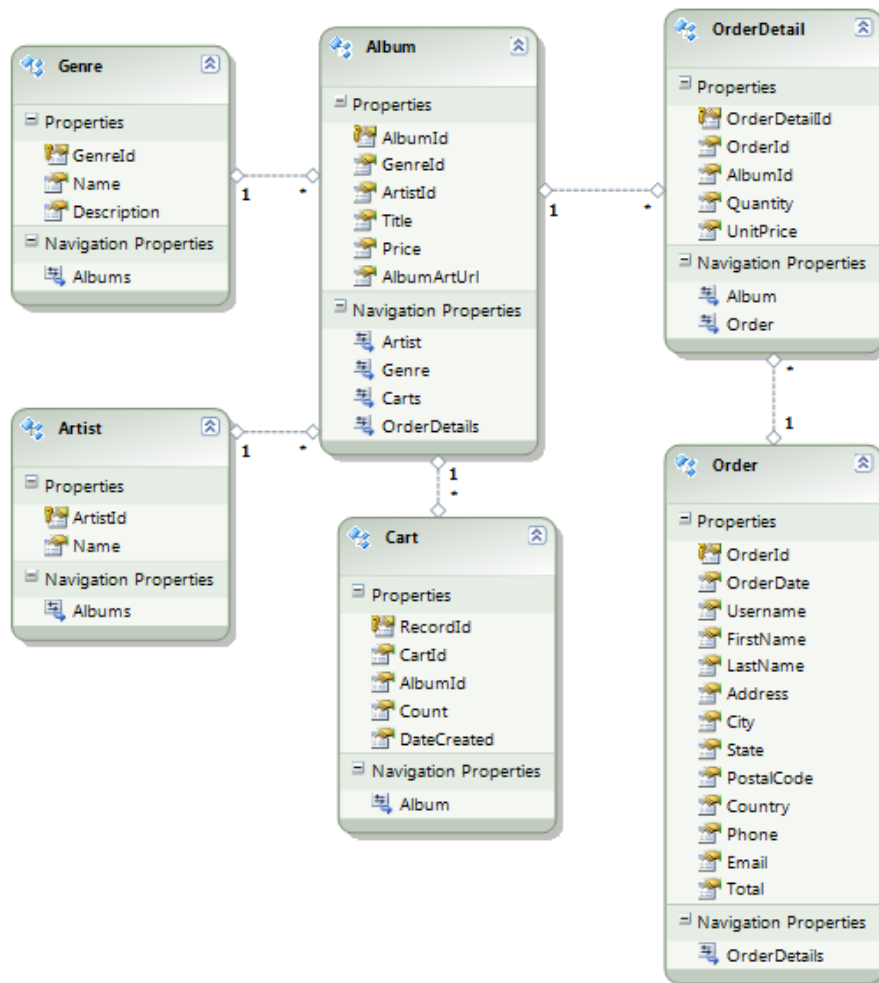 Genre
Properties
GenreId
Name
Description
Navigation Properties
Albums
1
*
Album
Properties
AlbumId
GenreId
ArtistId
Title
Price
AlbumArtUrl
Navigation Properties
Artist
Genre
Carts
OrderDetails
1
*
OrderDetail
Properties
OrderDetailId
OrderId
AlbumId
Quantity
UnitPrice
Navigation Properties
Album
Order
*
1
Artist
Properties
ArtistId
Name
Navigation Properties
Albums
1
*
1
*
Cart
Properties
RecordId
CartId
AlbumId
Count
DateCreated
Navigation Properties
Album
Order
Properties
OrderId
OrderDate
Username
FirstName
LastName
Address
City
State
PostalCode
Country
Phone
Email
Total
Navigation Properties
OrderDetails